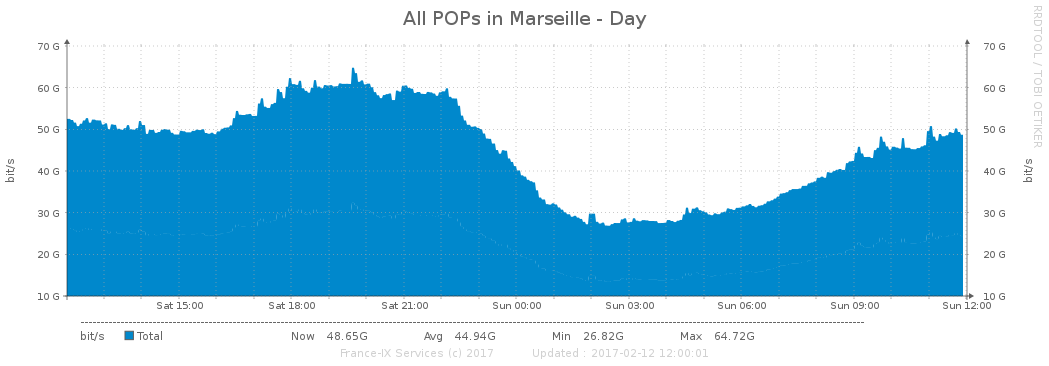 All POPs in Marseille - Day
RRDTOOL / TOBI OETIKER
bit/s
70 G
60 G
50 G
40 G
30 G
20 G
10 G
70 G
60 G
50 G
40 G
30 G
20 G
10 G
bit/s
Sat 15:00 Sat 18:00 Sat 21:00 Sun 00:00 Sun 03:00 Sun 06:00 Sun 09:00 Sun 12:00
bit/s Total Now 48.65G Avg 44.94G Min 26.82G Max 64.72G
France-IX Services (c) 2017 Updated : 2017-02-12 12:00:01